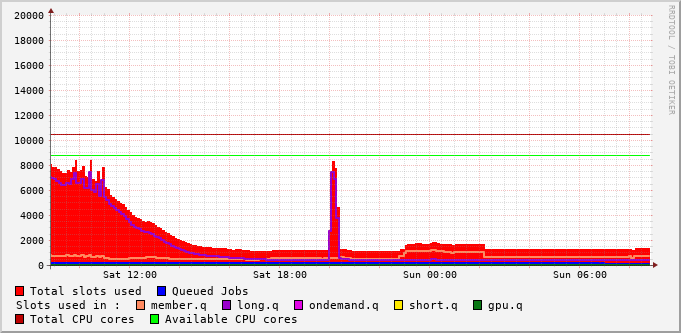 20000
18000
16000
14000
12000
10000
8000
6000
4000
2000
0
Sat 12:00 Sat 18:00 Sun 00:00 Sun 06:00
Total slots used Queued Jobs
Slots used in : member.q long.q ondemand.q short.q gpu.q
Total CPU cores Available CPU cores
RRDTOOL / TOBI OETIKER